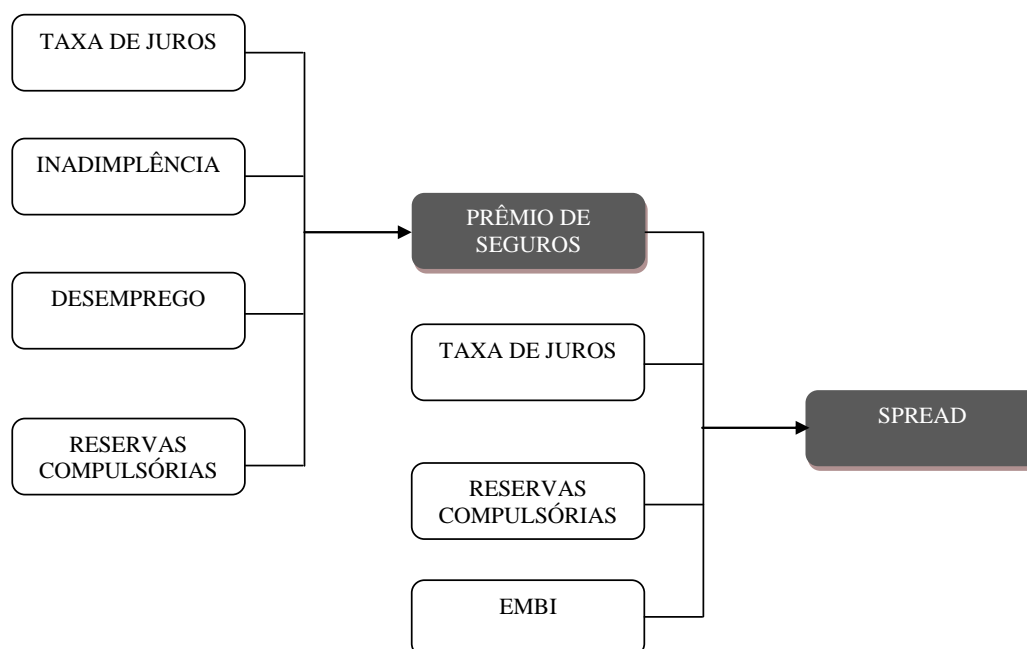 TAXA DE JUROS
INADIMPLÊNCIA
DESEMPREGO
RESERVAS
COMPULSÓRIAS
PRÊMIO DE
SEGUROS
TAXA DE JUROS
RESERVAS
COMPULSÓRIAS
EMBI
SPREAD